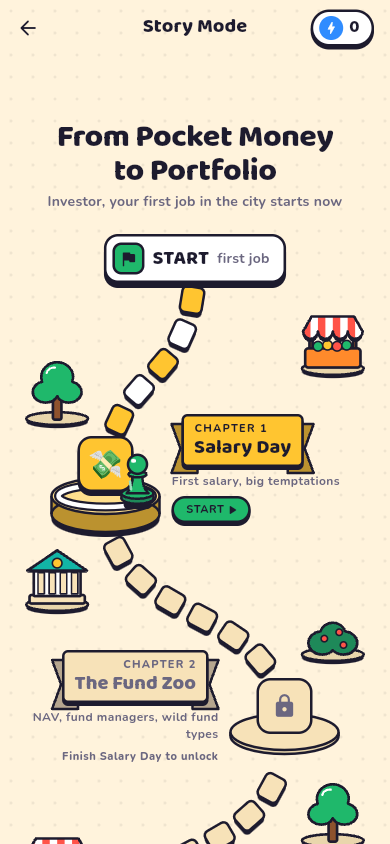 Story Mode
0
From Pocket Money
to Portfolio
Investor, your first job in the city starts now
START first job
CHAPTER 1
Salary Day
First salary, big temptations
START
CHAPTER 2
The Fund Zoo
NAV, fund managers, wild fund
types
Finish Salary Day to unlock